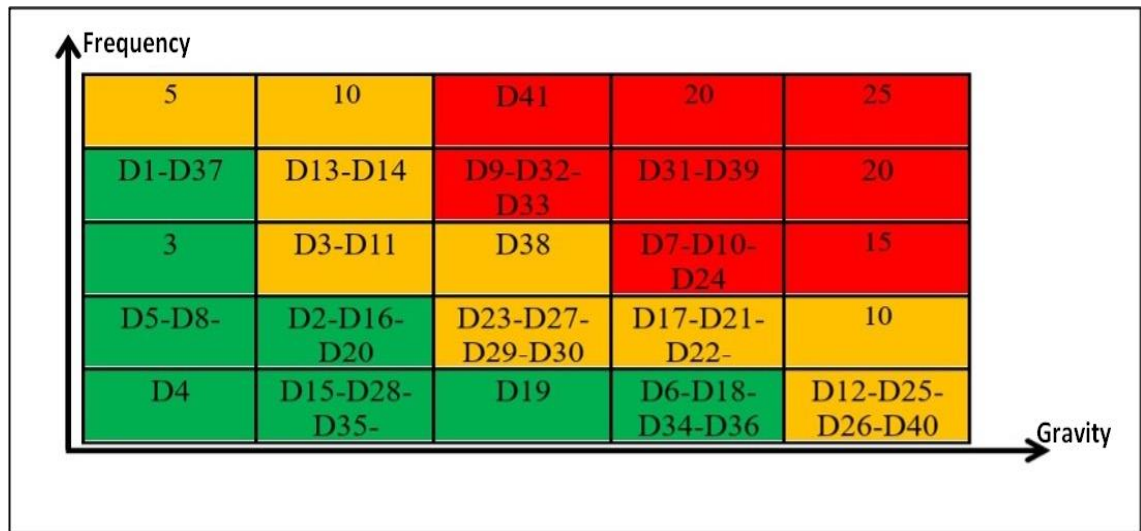 Frequency
5 10 D41 20 25
D1-D37 D13-D14 D9-D32- D31-D39 20
D33
3 D3-D11 D38 D7-D10- 15
D24
D5-D8- D2-D16- D23-D27- D17-D21- 10
D20 D29-D30 D22-
D4 D15-D28- D19 D6-D18- D12-D25-
D35- D34-D36 D26-D40
Gravity